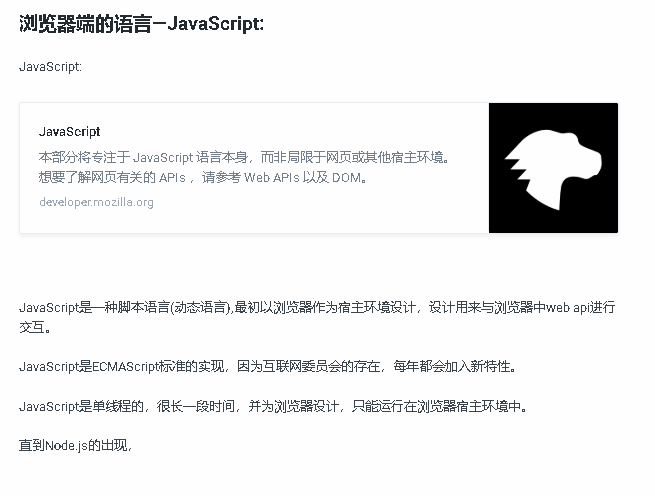 浏览器端的语言—JavaScript:
JavaScript:
JavaScript
本部分将专注于 JavaScript 语言本身，而非局限于网页或其他宿主环境。
想要了解网页有关的 APIs ，请参考 Web APIs 以及 DOM。
developer.mozilla.org
JavaScript是一种脚本语言(动态语言),最初以浏览器作为宿主环境设计，设计用来与浏览器中web api进行
交互。
JavaScript是ECMAScript标准的实现，因为互联网委员会的存在，每年都会加入新特性。
JavaScript是单线程的，很长一段时间，并为浏览器设计，只能运行在浏览器宿主环境中。
直到Node.js的出现，